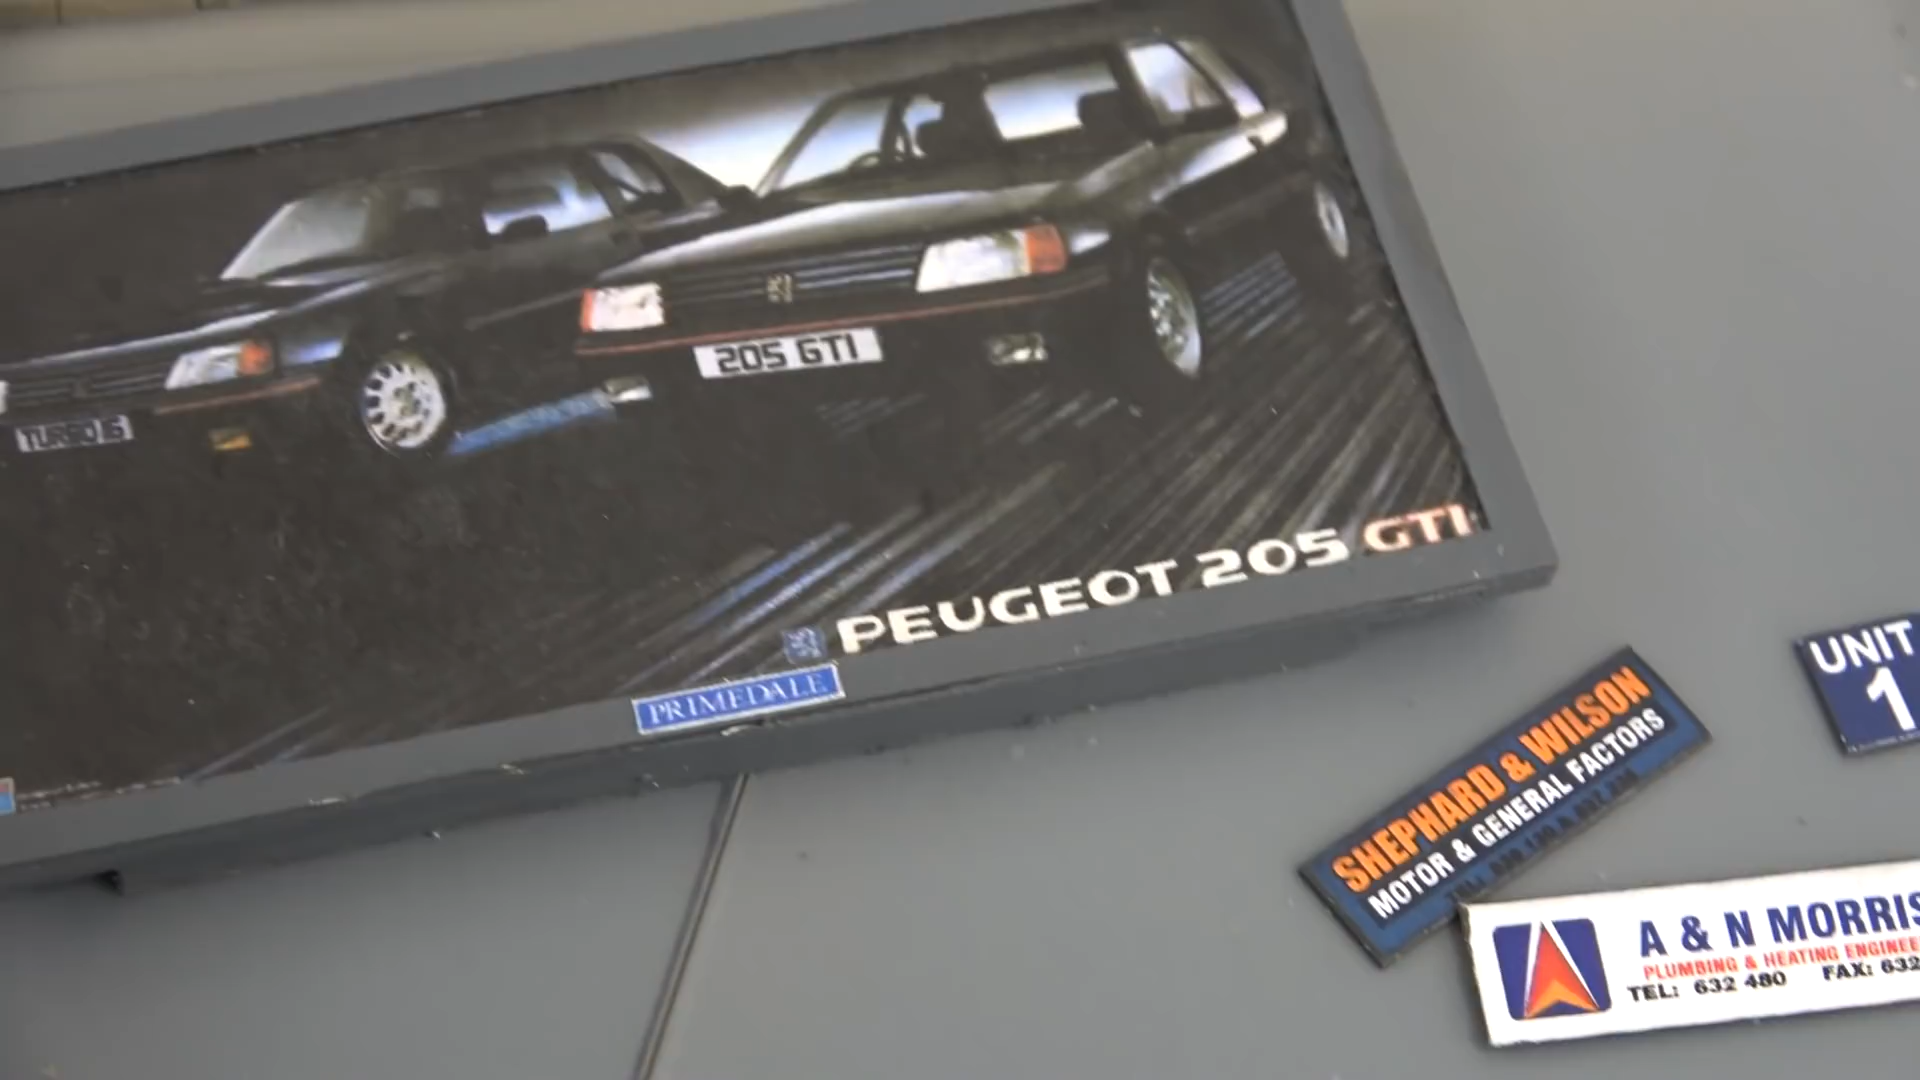 TURBO 16
205 GTI
PEUGEOT 205 GTI
PRIMEDALE
UNIT
1
SHEPHARD & WILSON
MOTOR & GENERAL FACTORS
A & N MORRIS
PLUMBING & HEATING ENGINEE
TEL: 632 480 FAX: 632